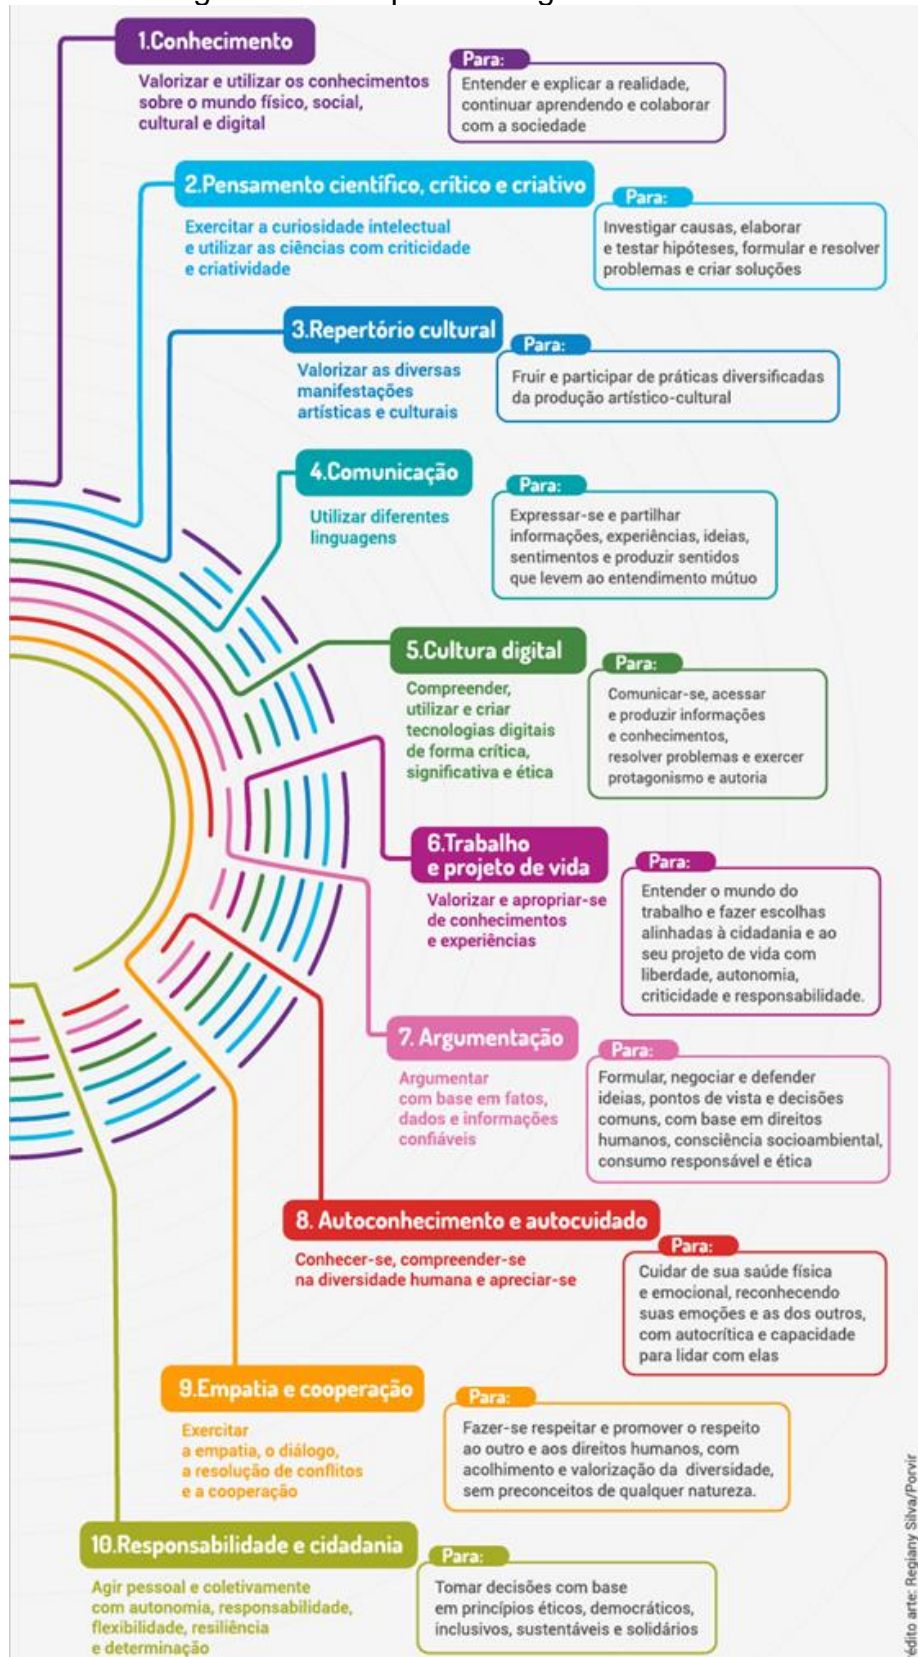 1.Conhecimento
Valorizar e utilizar os conhecimentos
sobre o mundo físico, social,
cultural e digital
Para:
Entender e explicar a realidade,
continuar aprendendo e colaborar
com a sociedade
2.Pensamento científico, crítico e criativo
Exercitar a curiosidade intelectual
e utilizar as ciências com criticidade
e criatividade
Para:
Investigar causas, elaborar
e testar hipóteses, formular e resolver
problemas e criar soluções
3.Repertório cultural
Valorizar as diversas
manifestações
artísticas e culturais
Para:
Fruir e participar de práticas diversificadas
da produção artístico-cultural
4.Comunicação
Utilizar diferentes
linguagens
Para:
Expressar-se e partilhar
informações, experiências, ideias,
sentimentos e produzir sentidos
que levem ao entendimento mútuo
5.Cultura digital
Compreender,
utilizar e criar
tecnologias digitais
de forma crítica,
significativa e ética
Para:
Comunicar-se, acessar
e produzir informações
e conhecimentos,
resolver problemas e exercer
protagonismo e autoria
6.Trabalho
e projeto de vida
Valorizar e apropriar-se
de conhecimentos
e experiências
Para:
Entender o mundo do
trabalho e fazer escolhas
alinhadas à cidadania e ao
seu projeto de vida com
liberdade, autonomia,
criticidade e responsabilidade.
7. Argumentação
Argumentar
com base em fatos,
dados e informações
confiáveis
Para:
Formular, negociar e defender
ideias, pontos de vista e decisões
comuns, com base em direitos
humanos, consciência socioambiental,
consumo responsável e ética
8. Autoconhecimento e autocuidado
Conhecer-se, compreender-se
na diversidade humana e apreciar-se
Para:
Cuidar de sua saúde física
e emocional, reconhecendo
suas emoções e as dos outros,
com autocrítica e capacidade
para lidar com elas
9.Empatia e cooperação
Exercitar
a empatia, o diálogo,
a resolução de conflitos
e a cooperação
Para:
Fazer-se respeitar e promover o respeito
ao outro e aos direitos humanos, com
acolhimento e valorização da diversidade,
sem preconceitos de qualquer natureza.
10.Responsabilidade e cidadania
Agir pessoal e coletivamente
com autonomia, responsabilidade,
flexibilidade, resiliência
e determinação
Para:
Tomar decisões com base
em princípios éticos, democráticos,
inclusivos, sustentáveis e solidários
édito arte: Regiany Silva/Porvir